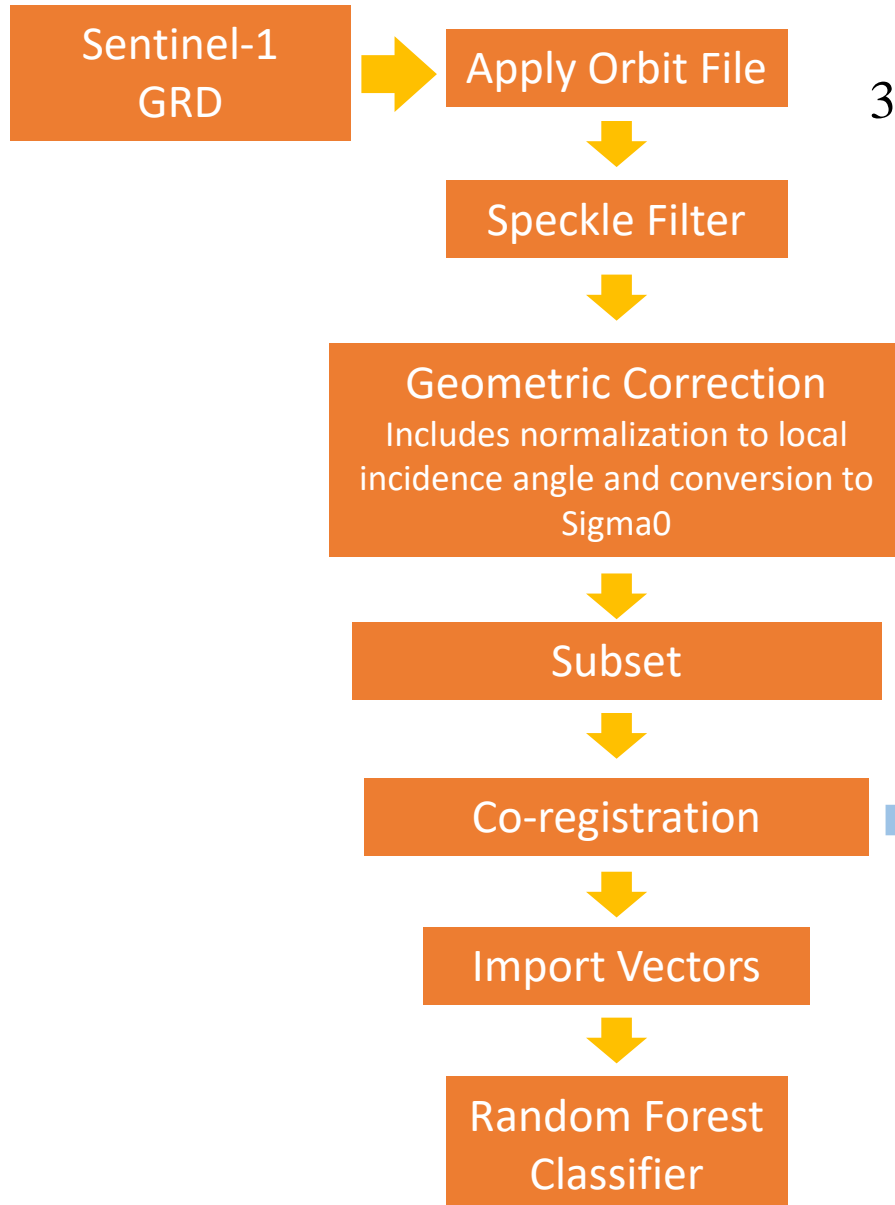 Sentinel-1
GRD
Apply Orbit File
3
Speckle Filter
Geometric Correction
Includes normalization to local
incidence angle and conversion to
Sigma0
Subset
Co-registration
Import Vectors
Random Forest
Classifier